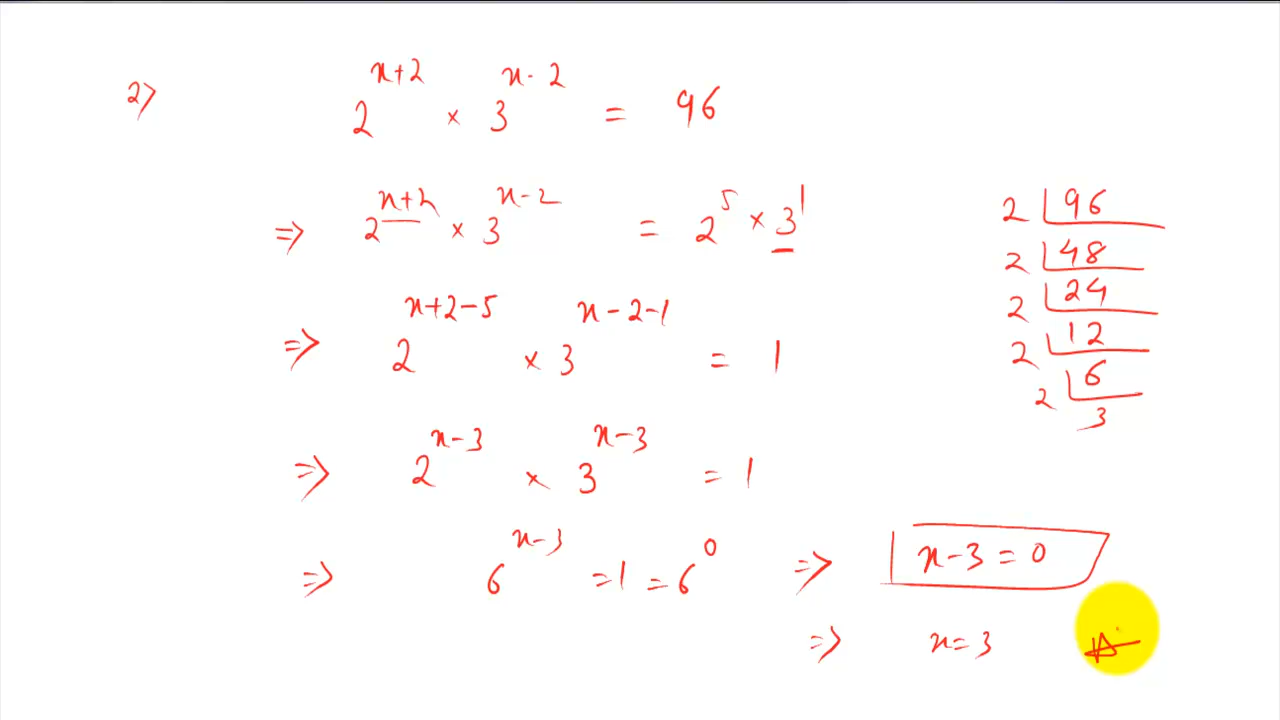 2) 2^{x+2} × 3^{x-2} = 96
⇒ 2^{x+2} × 3^{x-2} = 2^5 × 3^1
⇒ 2^{x+2-5} × 3^{x-2-1} = 1
⇒ 2^{x-3} × 3^{x-3} = 1
⇒ 6^{x-3} = 1 = 6^0 ⇒ x-3 = 0
⇒ x = 3
2 | 96
2 | 48
2 | 24
2 | 12
2 | 6
3